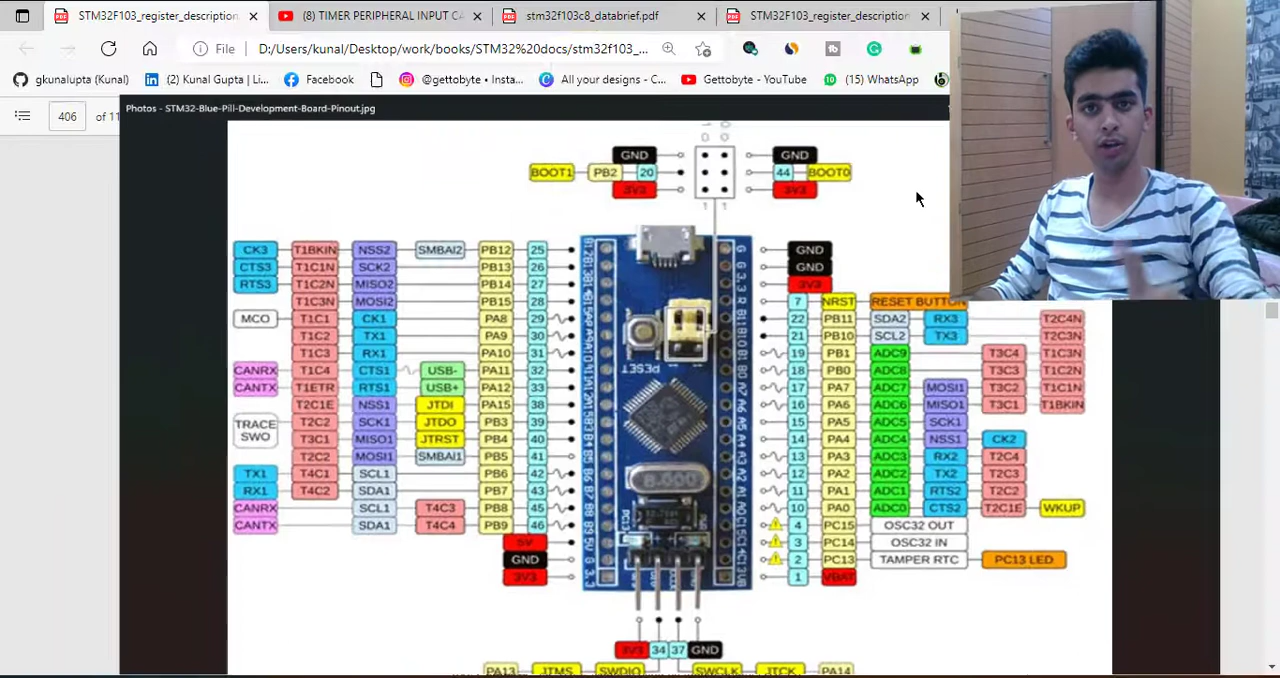 STM32F103_register_description
(8) TIMER PERIPHERAL INPUT CA
stm32f103c8_databrief.pdf
STM32F103_register_description
File
D:/Users/kunal/Desktop/work/books/STM32%20docs/stm32f103_...
gkunalupta (Kunal)
(2) Kunal Gupta | Li...
Facebook
@gettobyte • Insta...
All your designs - C...
Gettobyte - YouTube
(15) WhatsApp
406 of 11
Photos - STM32-Blue-Pill-Development-Board-Pinout.jpg
GND GND
BOOT1 PB2 20 44 BOOT0
3V3 3V3
CK3 T1BKIN NSS2 SMBAI2 PB12 25 GND
CTS3 T1C1N SCK2 PB13 26 GND
RTS3 T1C2N MISO2 PB14 27 3V3
T1C3N MOSI2 PB15 28 7 NRST RESET BUTTON
MCO T1C1 CK1 PA8 29 22 PB11 SDA2 RX3 T2C4N
T1C2 TX1 PA9 30 21 PB10 SCL2 TX3 T2C3N
T1C3 RX1 PA10 31 19 PB1 ADC9 T3C4 T1C3N
CANRX T1C4 CTS1 USB- PA11 32 18 PB0 ADC8 T3C3 T1C2N
CANTX T1ETR RTS1 USB+ PA12 33 17 PA7 ADC7 MOSI1 T3C2 T1C1N
T2C1E NSS1 JTDI PA15 38 16 PA6 ADC6 MISO1 T3C1 T1BKIN
TRACE SWO T2C2 SCK1 JTDO PB3 39 15 PA5 ADC5 SCK1
T3C1 MISO1 JTRST PB4 40 14 PA4 ADC4 NSS1 CK2
T2C2 MOSI1 SMBAI1 PB5 41 13 PA3 ADC3 RX2 T2C4
TX1 T4C1 SCL1 PB6 42 12 PA2 ADC2 TX2 T2C3
RX1 T4C2 SDA1 PB7 43 11 PA1 ADC1 RTS2 T2C2
CANRX SCL1 T4C3 PB8 45 10 PA0 ADC0 CTS2 T2C1E WKUP
CANTX SDA1 T4C4 PB9 46 4 PC15 OSC32 OUT
5V 3 PC14 OSC32 IN
GND 2 PC13 TAMPER RTC PC13 LED
3V3 1 VBAT
RESET
8.000
3V3 34 37 GND
PA13 JTMS SWDIO SWCLK JTCK PA14